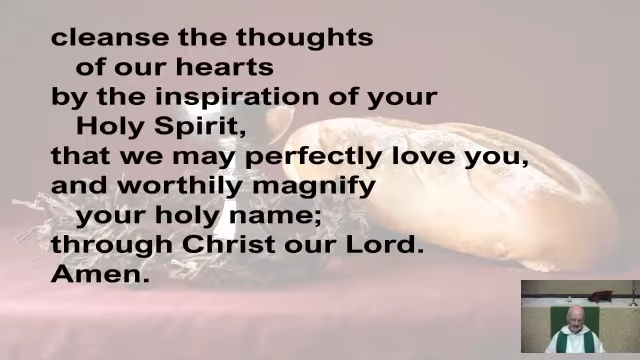 cleanse the thoughts
of our hearts
by the inspiration of your
Holy Spirit,
that we may perfectly love you,
and worthily magnify
your holy name;
through Christ our Lord.
Amen.